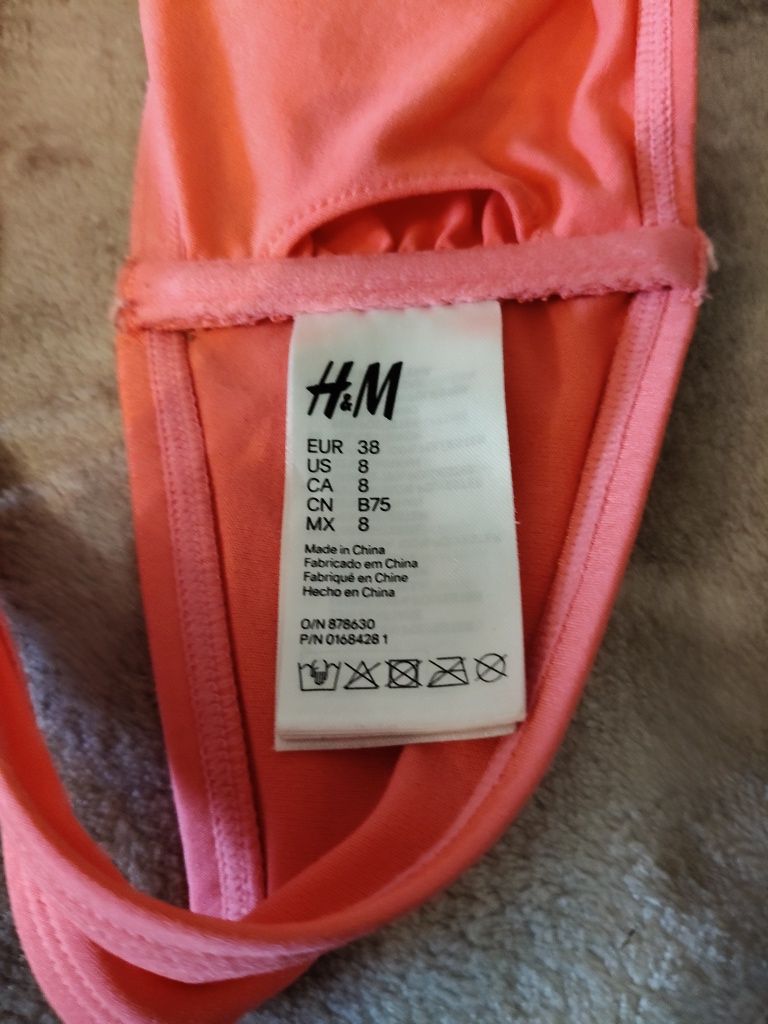 H&M
EUR 38
US 8
CA 8
CN B75
MX 8
Made in China
Fabricado em China
Fabriqué en Chine
Hecho en China
O/N 878630
P/N 0168428 1